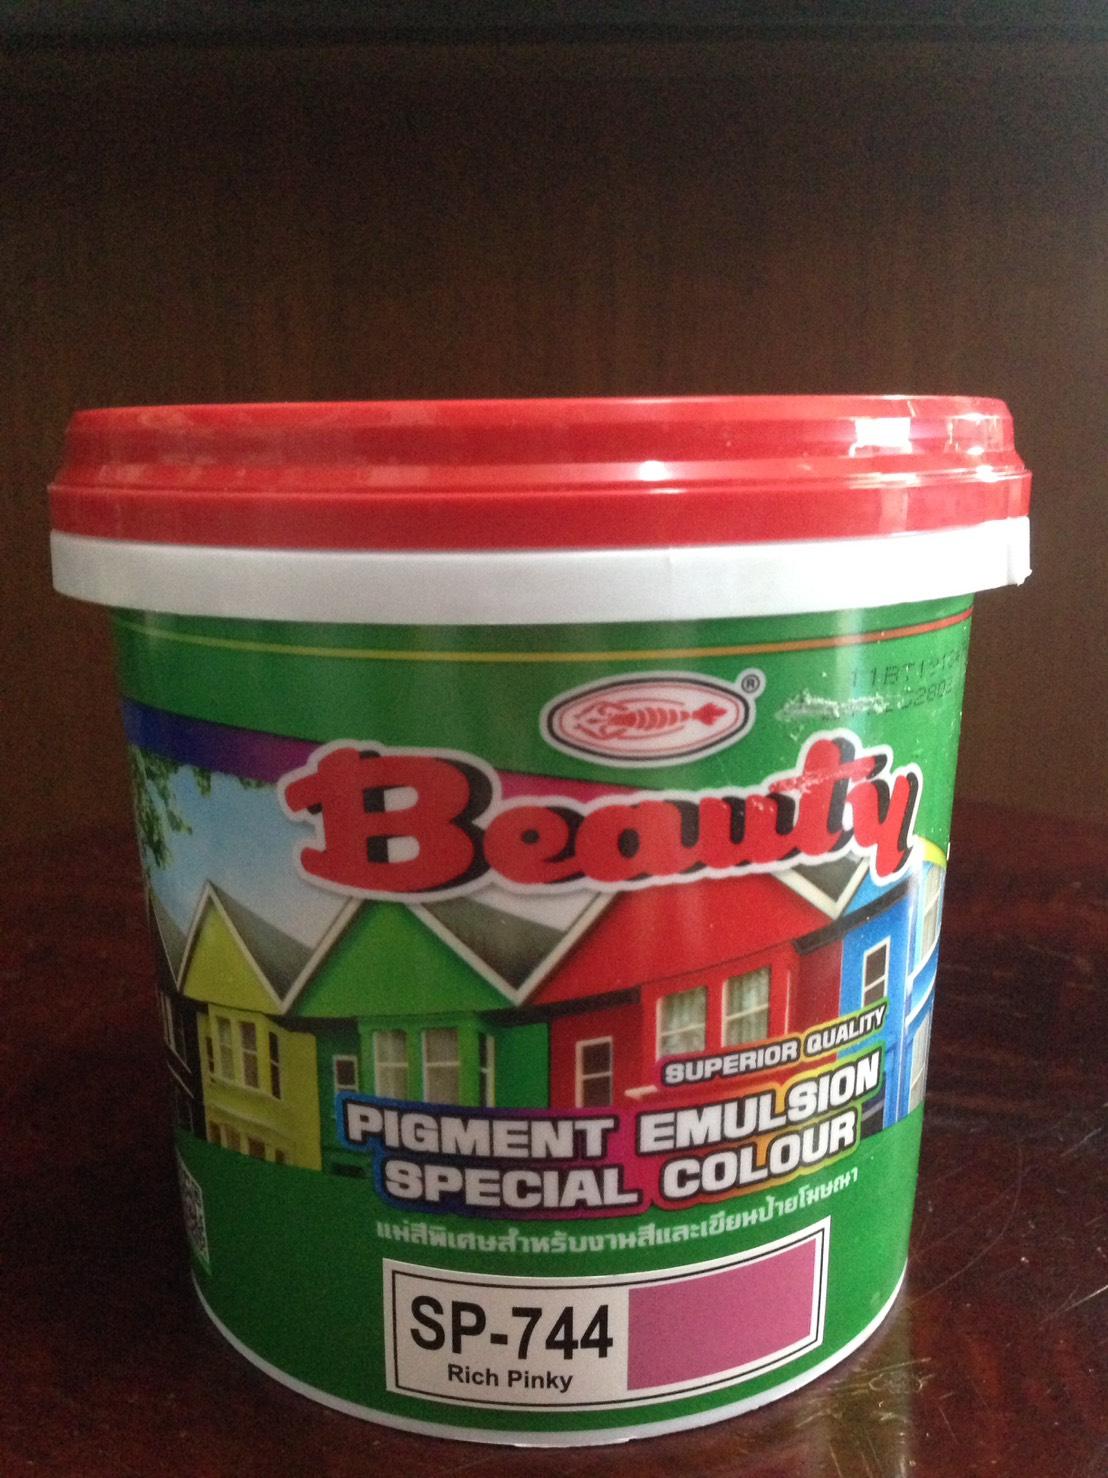 ®
Beauty
SUPERIOR QUALITY
PIGMENT EMULSION
SPECIAL COLOUR
แม่สีพิเศษสำหรับงานสีและเขียนป้ายโฆษณา
SP-744
Rich Pinky